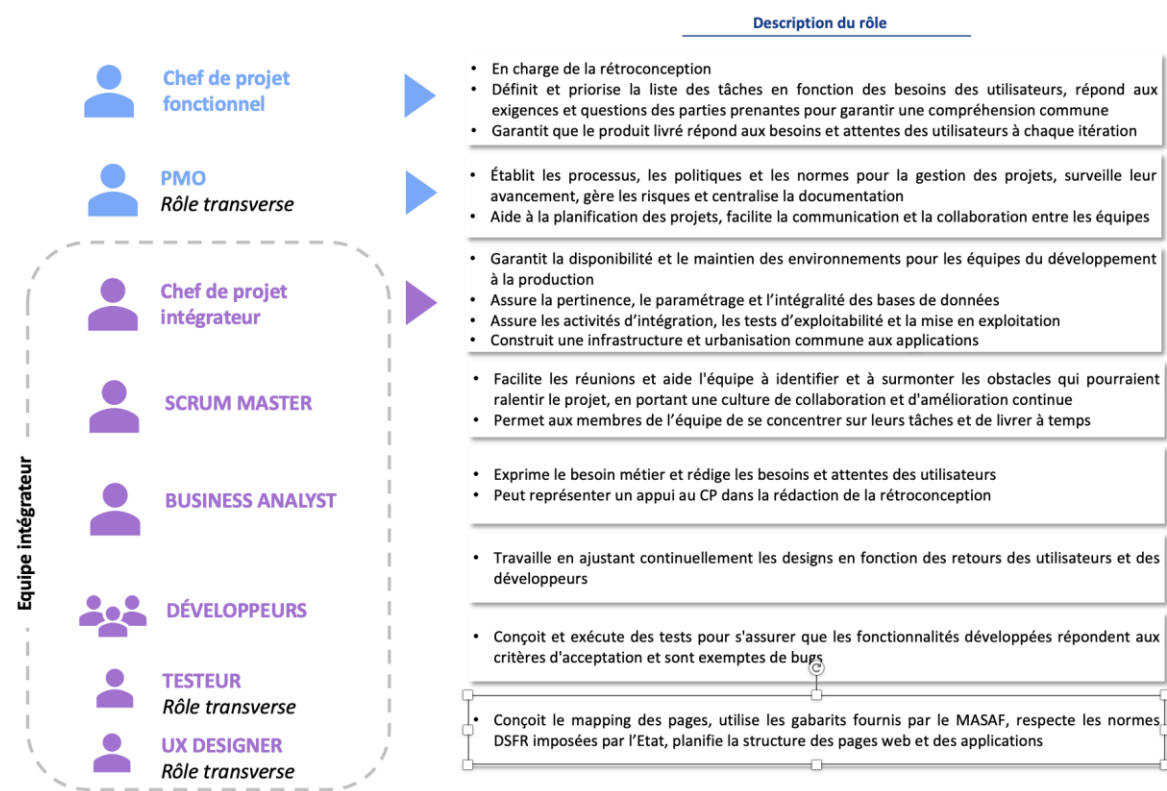 Description du rôle
Chef de projet
fonctionnel
• En charge de la rétroconception
• Définit et priorise la liste des tâches en fonction des besoins des utilisateurs, répond aux
exigences et questions des parties prenantes pour garantir une compréhension commune
• Garantit que le produit livré répond aux besoins et attentes des utilisateurs à chaque itération
PMO
Rôle transverse
• Établit les processus, les politiques et les normes pour la gestion des projets, surveille leur
avancement, gère les risques et centralise la documentation
• Aide à la planification des projets, facilite la communication et la collaboration entre les équipes
Equipe intégrateur
Chef de projet
intégrateur
• Garantit la disponibilité et le maintien des environnements pour les équipes du développement
à la production
• Assure la pertinence, le paramétrage et l’intégralité des bases de données
• Assure les activités d’intégration, les tests d’exploitabilité et la mise en exploitation
• Construit une infrastructure et urbanisation commune aux applications
SCRUM MASTER
• Facilite les réunions et aide l'équipe à identifier et à surmonter les obstacles qui pourraient
ralentir le projet, en portant une culture de collaboration et d'amélioration continue
• Permet aux membres de l’équipe de se concentrer sur leurs tâches et de livrer à temps
BUSINESS ANALYST
• Exprime le besoin métier et rédige les besoins et attentes des utilisateurs
• Peut représenter un appui au CP dans la rédaction de la rétroconception
DÉVELOPPEURS
• Travaille en ajustant continuellement les designs en fonction des retours des utilisateurs et des
développeurs
TESTEUR
Rôle transverse
• Conçoit et exécute des tests pour s'assurer que les fonctionnalités développées répondent aux
critères d'acceptation et sont exemptes de bugs
UX DESIGNER
Rôle transverse
• Conçoit le mapping des pages, utilise les gabarits fournis par le MASAF, respecte les normes
DSFR imposées par l’Etat, planifie la structure des pages web et des applications